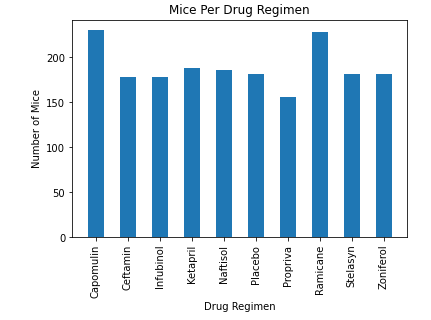 Mice Per Drug Regimen
Number of Mice
200
150
100
50
0
Capomulin
Ceftamin
Infubinol
Ketapril
Naftisol
Placebo
Propriva
Ramicane
Stelasyn
Zoniferol
Drug Regimen